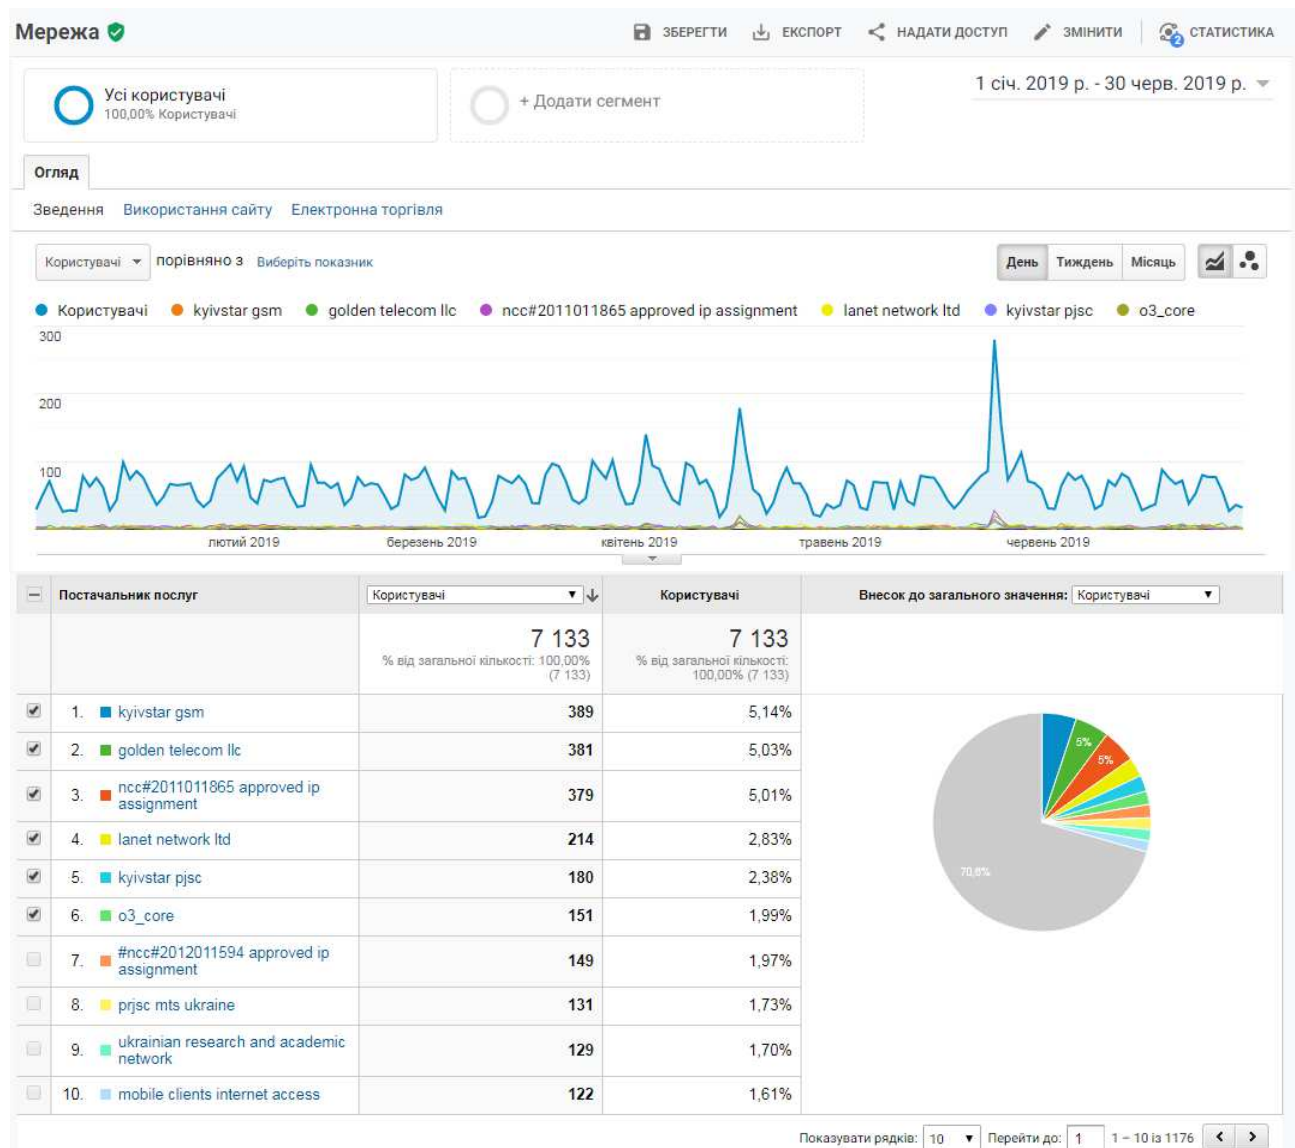 Мережа
ЗБЕРЕГТИ ЕКСПОРТ НАДАТИ ДОСТУП ЗМІНИТИ 2 СТАТИСТИКА
Усі користувачі
100,00% Користувачі
+ Додати сегмент
1 січ. 2019 р. - 30 черв. 2019 р.
Огляд
Зведення Використання сайту Електронна торгівля
Користувачі порівняно з Виберіть показник
День Тиждень Місяць
Користувачі kyivstar gsm golden telecom llc ncc#2011011865 approved ip assignment lanet network ltd kyivstar pjsc o3_core
300
200
100
лютий 2019 березень 2019 квітень 2019 травень 2019 червень 2019
Постачальник послуг Користувачі Користувачі Внесок до загального значення: Користувачі
7 133 7 133
% від загальної кількості: 100,00% (7 133)
% від загальної кількості: 100,00% (7 133)
1. kyivstar gsm 389 5,14%
2. golden telecom llc 381 5,03%
3. ncc#2011011865 approved ip assignment 379 5,01%
4. lanet network ltd 214 2,83%
5. kyivstar pjsc 180 2,38%
6. o3_core 151 1,99%
7. #ncc#2012011594 approved ip assignment 149 1,97%
8. prjsc mts ukraine 131 1,73%
9. ukrainian research and academic network 129 1,70%
10. mobile clients internet access 122 1,61%
5%
5%
70,6%
Показувати рядків: 10 Перейти до: 1 1 – 10 із 1176